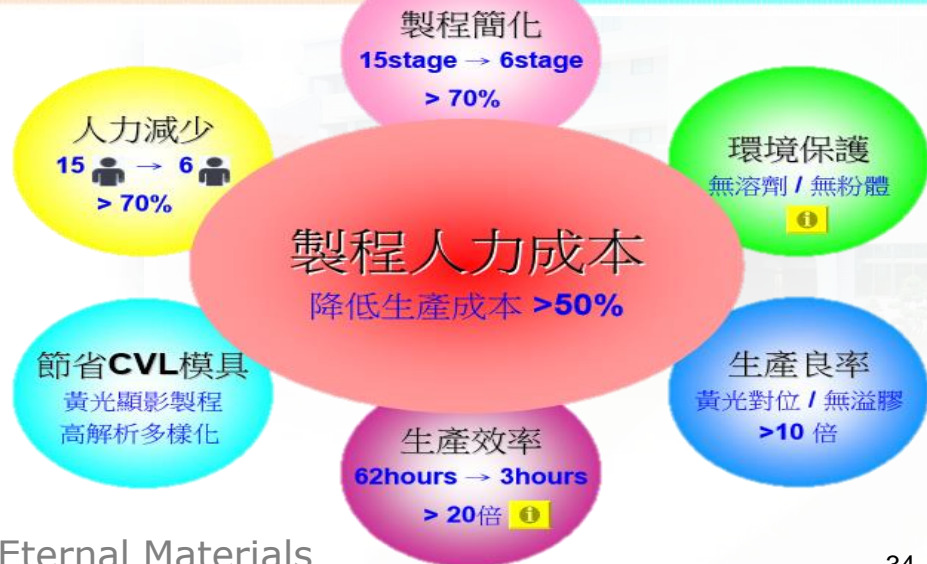 製程簡化
15stage → 6stage
> 70%
人力減少
15 → 6
> 70%
環境保護
無溶劑 / 無粉體
製程人力成本
降低生產成本 >50%
節省CVL模具
黃光顯影製程
高解析多樣化
生產良率
黃光對位 / 無溢膠
>10 倍
生產效率
62hours → 3hours
> 20倍
Eternal Materials
34